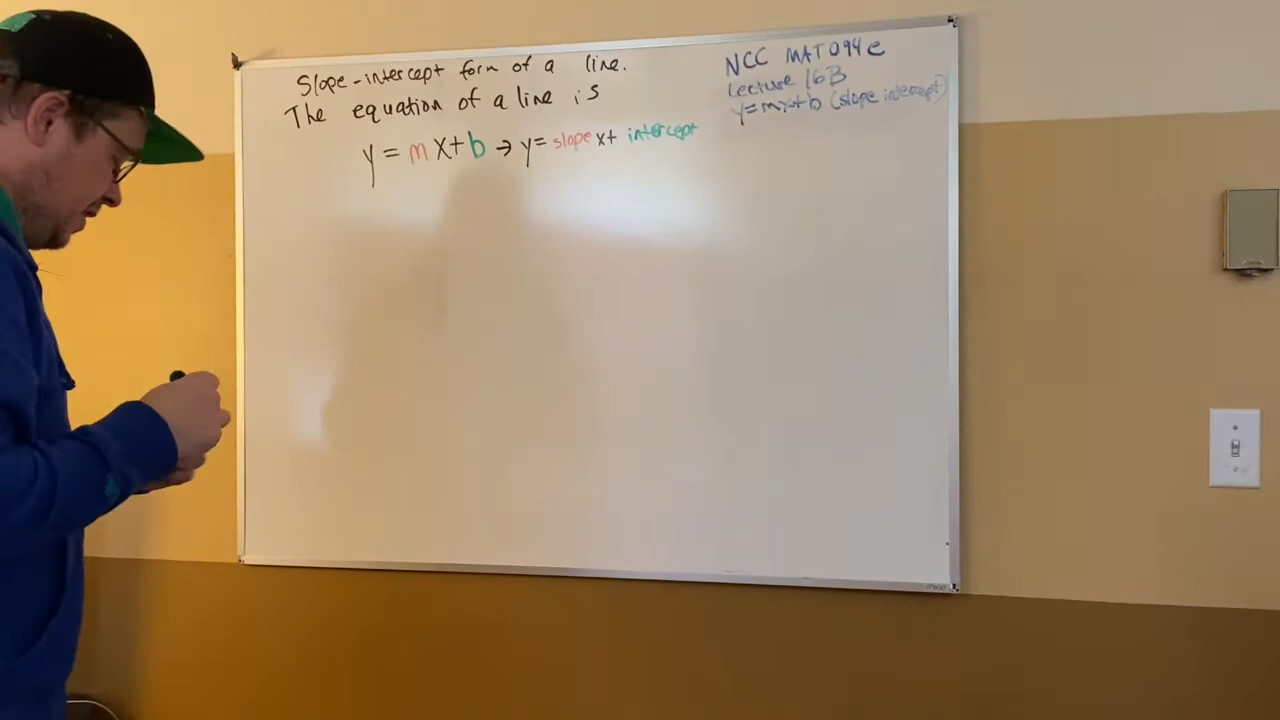 Slope-intercept form of a line.
The equation of a line is
y = mx+b → y= slope x+ intercept
NCC MAT094e
Lecture 16B
y=mx+b (slope intercept)